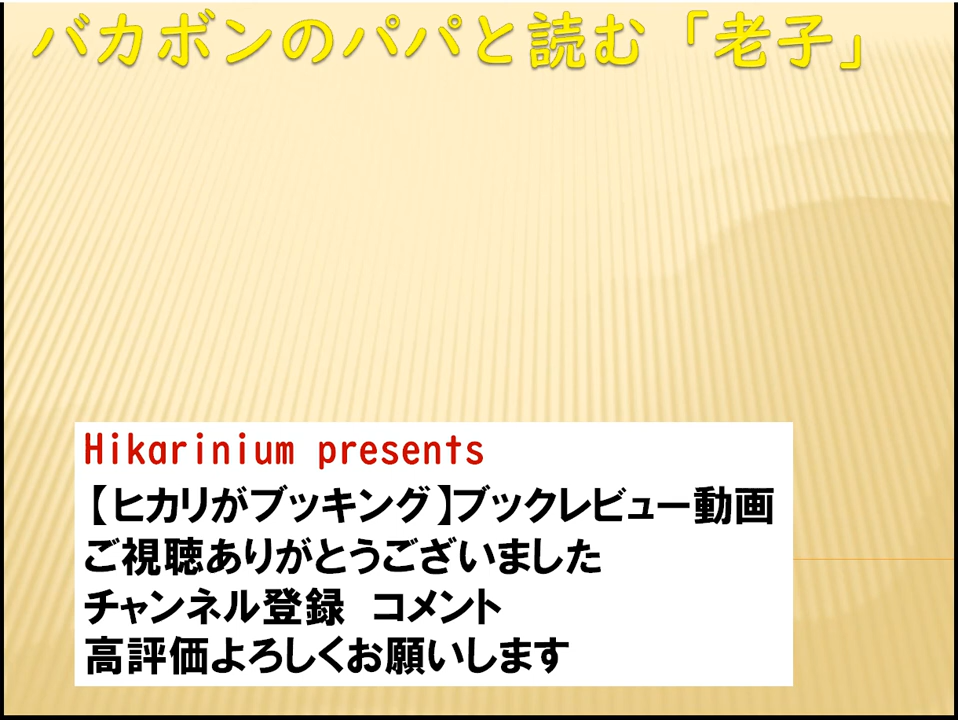 バカボンのパパと読む「老子」
Hikarinium presents
【ヒカリがブッキング】ブックレビュー動画
ご視聴ありがとうございました
チャンネル登録　コメント
高評価よろしくお願いします